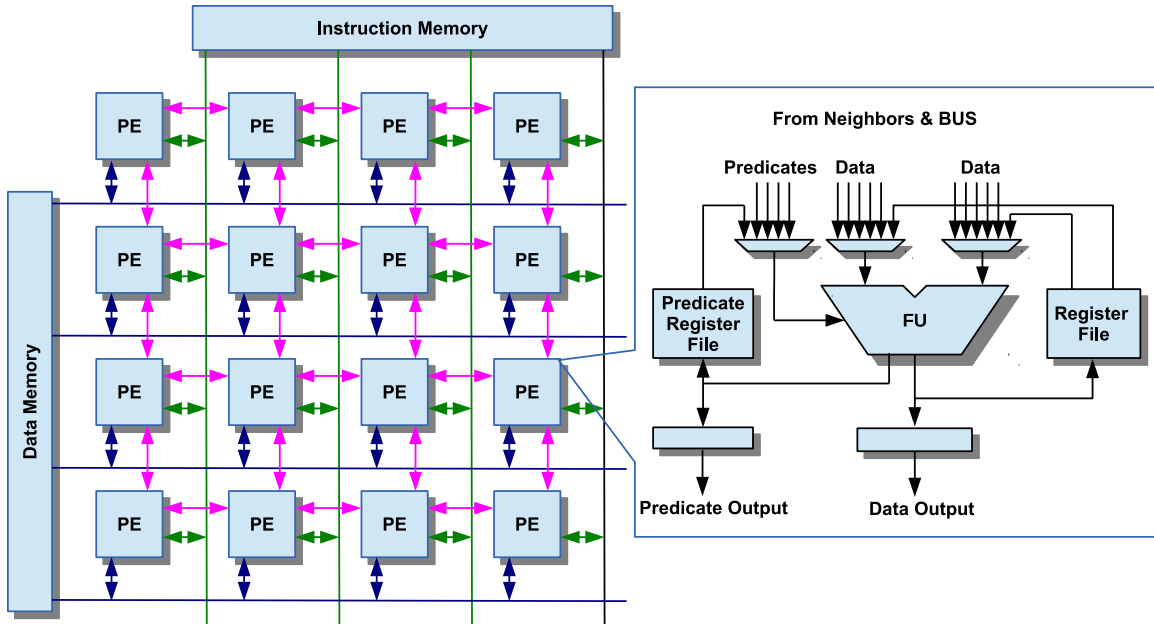 Instruction Memory
PE PE PE PE
PE PE PE PE
PE PE PE PE
PE PE PE PE
Data Memory
From Neighbors & BUS
Predicates Data Data
Predicate
Register
File
FU
Register
File
Predicate Output
Data Output